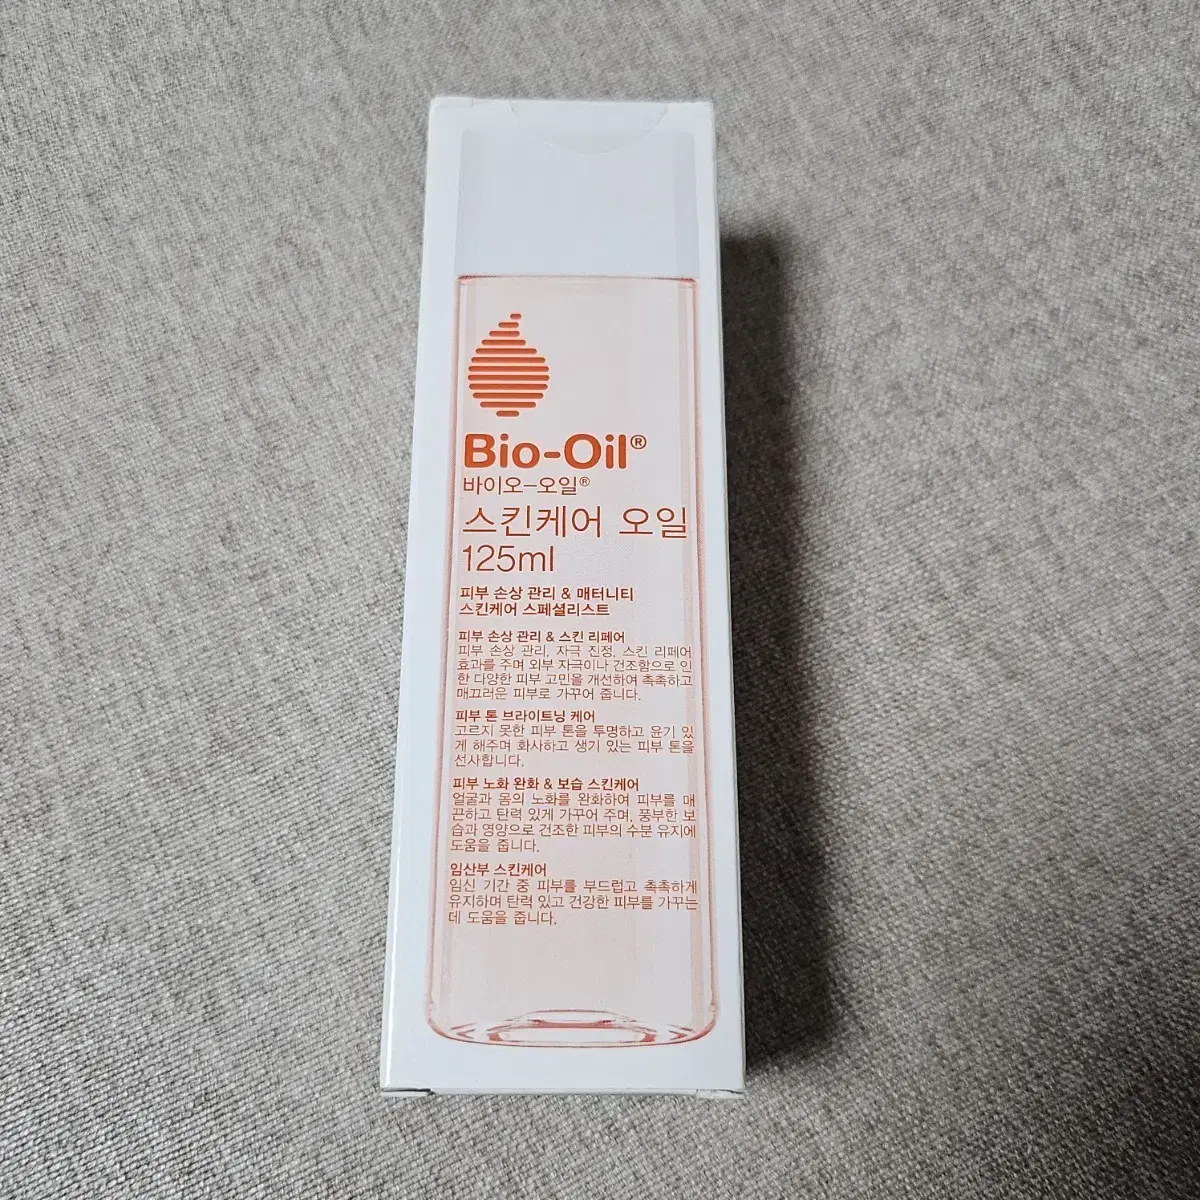 Bio-Oil®
바이오-오일®
스킨케어 오일
125ml
피부 손상 관리 & 매터니티
스킨케어 스페셜리스트
피부 손상 관리 & 스킨 리페어
피부 손상 관리, 자극 진정, 스킨 리페어
효과를 주며 외부 자극이나 건조함으로 인
한 다양한 피부 고민을 개선하여 촉촉하고
매끄러운 피부로 가꾸어 줍니다.
피부 톤 브라이트닝 케어
고르지 못한 피부 톤을 투명하고 윤기 있
게 해주며 화사하고 생기 있는 피부 톤을
선사합니다.
피부 노화 완화 & 보습 스킨케어
얼굴과 몸의 노화를 완화하여 피부를 매
끈하고 탄력 있게 가꾸어 주며, 풍부한 보
습과 영양으로 건조한 피부의 수분 유지에
도움을 줍니다.
임산부 스킨케어
임신 기간 중 피부를 부드럽고 촉촉하게
유지하며 탄력 있고 건강한 피부를 가꾸는
데 도움을 줍니다.